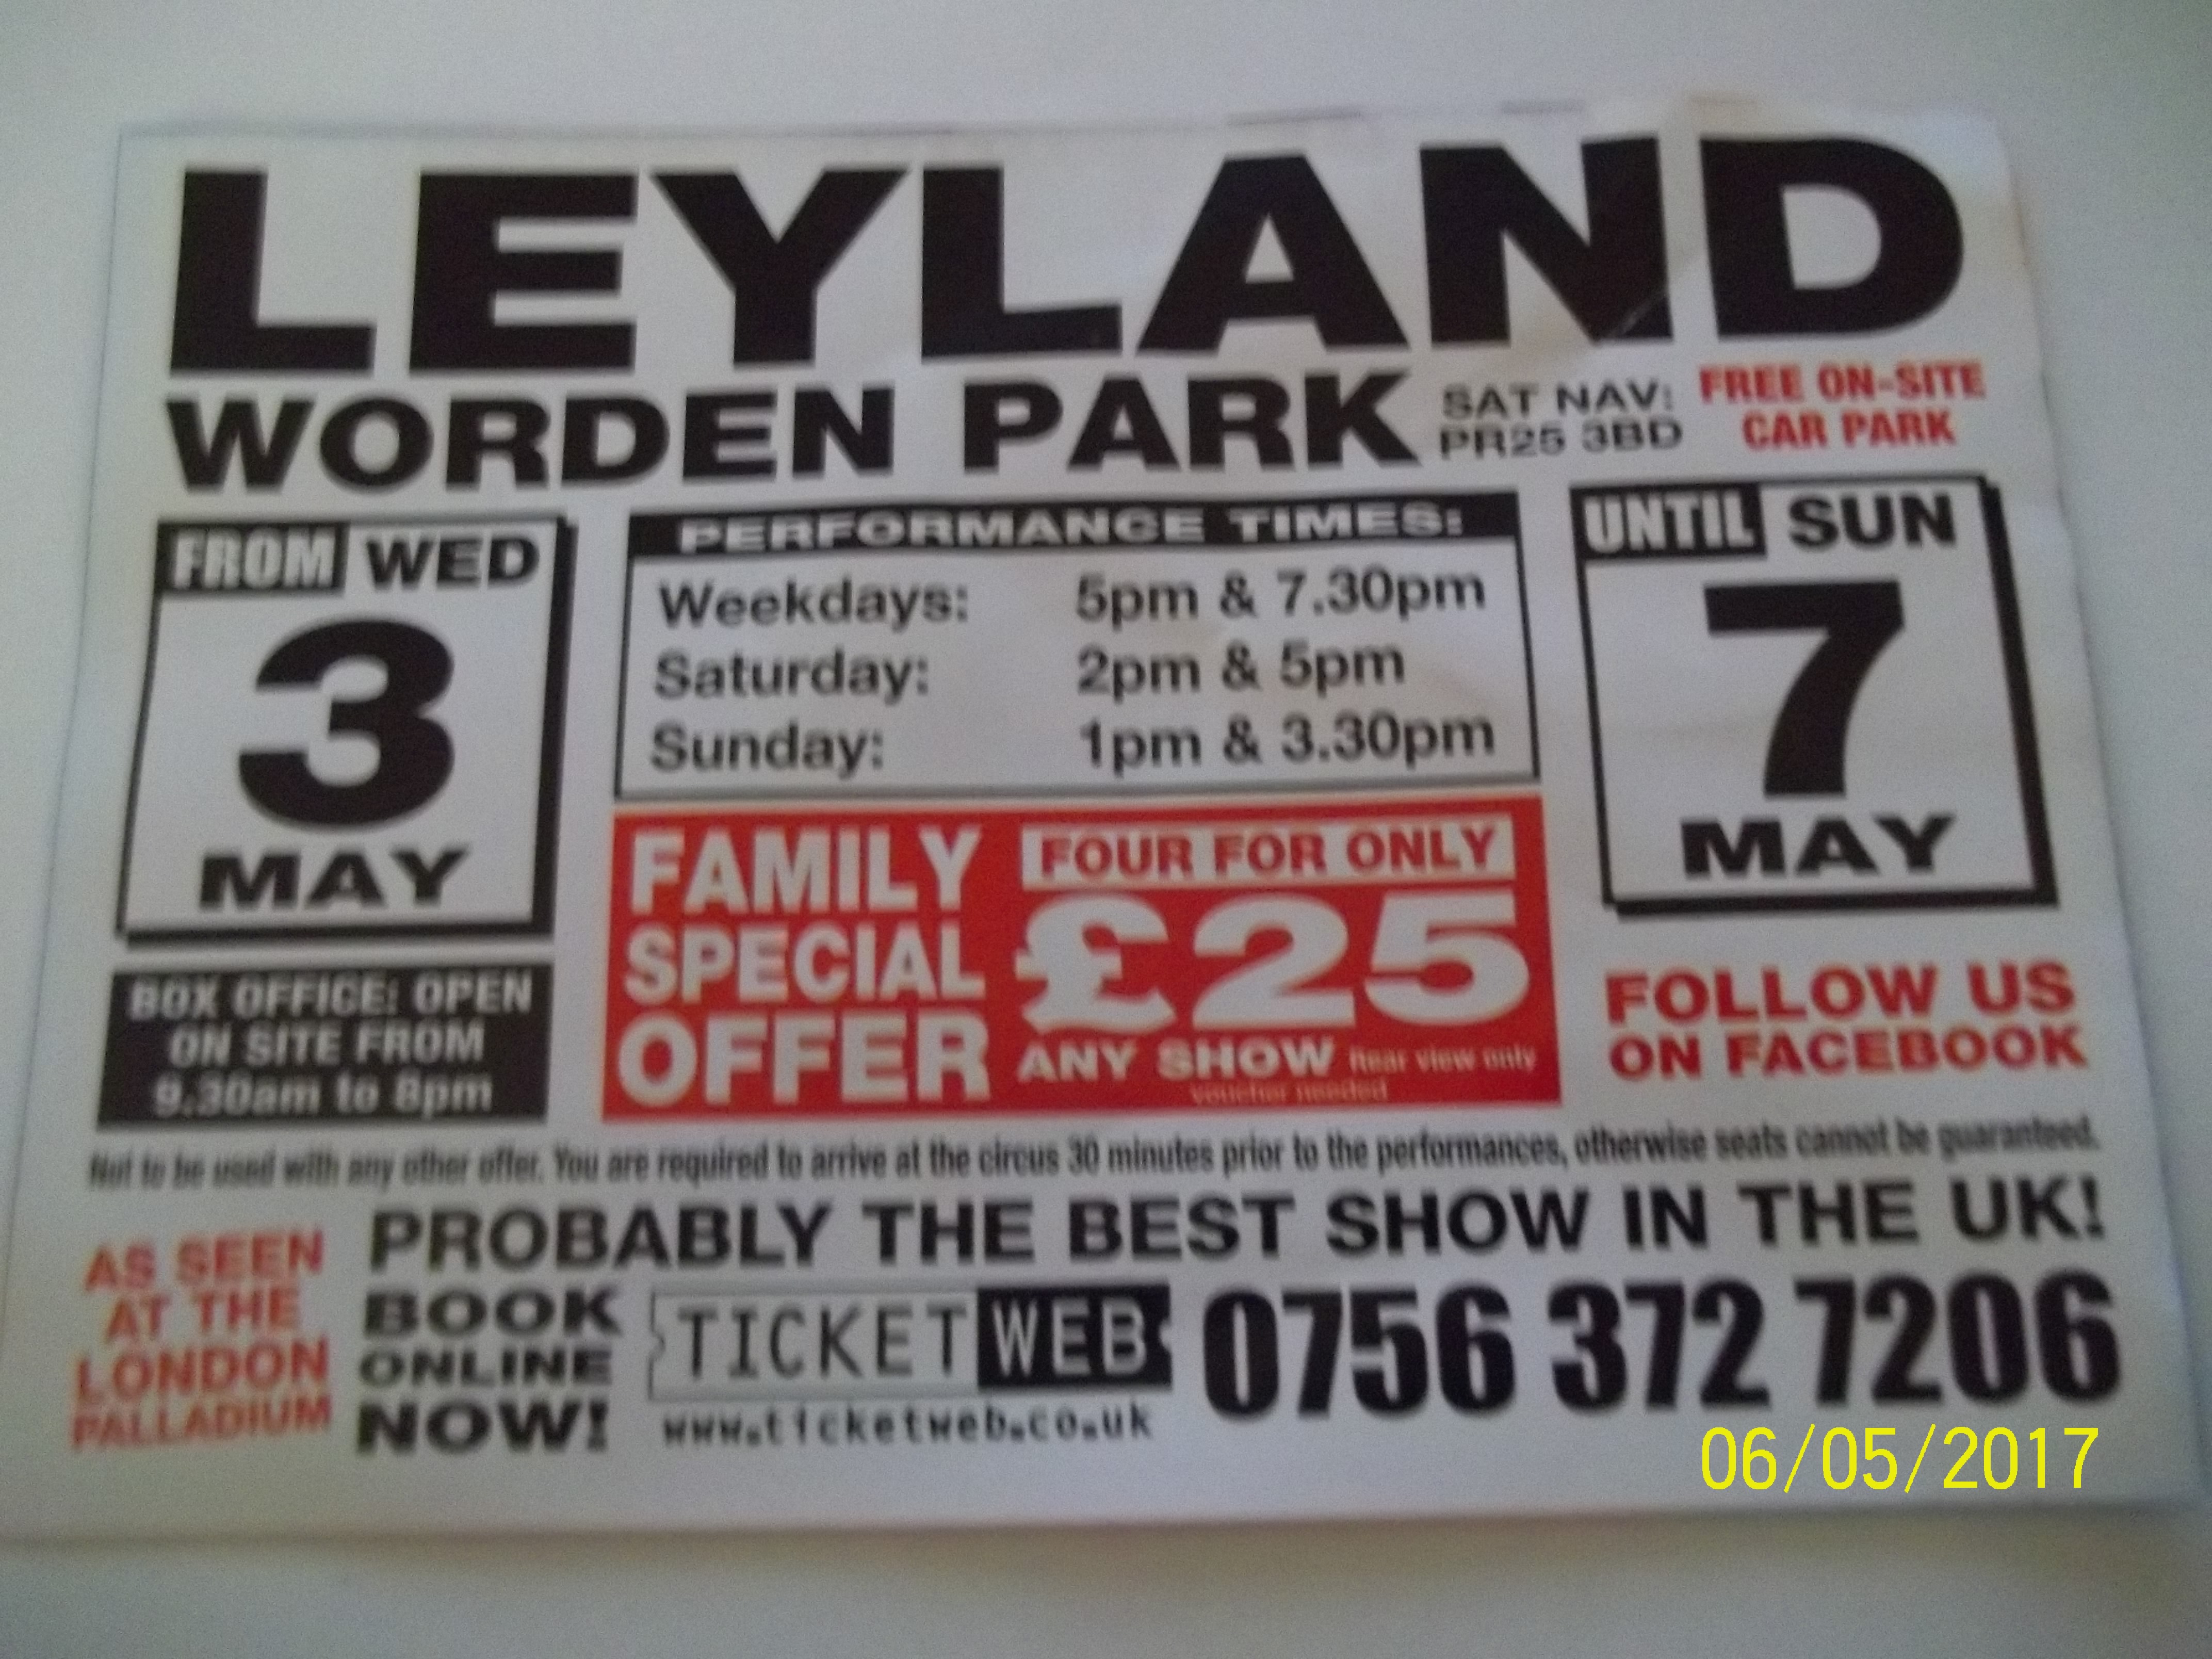 LEYLAND
WORDEN PARK
SAT NAV:
PR25 3BD
FREE ON-SITE
CAR PARK
FROM WED
3
MAY
PERFORMANCE TIMES:
Weekdays: 5pm & 7.30pm
Saturday: 2pm & 5pm
Sunday: 1pm & 3.30pm
UNTIL SUN
7
MAY
BOX OFFICE: OPEN
ON SITE FROM
9.30am to 8pm
FAMILY
SPECIAL
OFFER
FOUR FOR ONLY
£25
ANY SHOW Rear view only
voucher needed
FOLLOW US
ON FACEBOOK
Not to be used with any other offer. You are required to arrive at the circus 30 minutes prior to the performances, otherwise seats cannot be guaranteed.
AS SEEN
AT THE
LONDON
PALLADIUM
PROBABLY THE BEST SHOW IN THE UK!
BOOK
ONLINE
NOW!
TICKETWEB
www.ticketweb.co.uk
0756 372 7206
06/05/2017